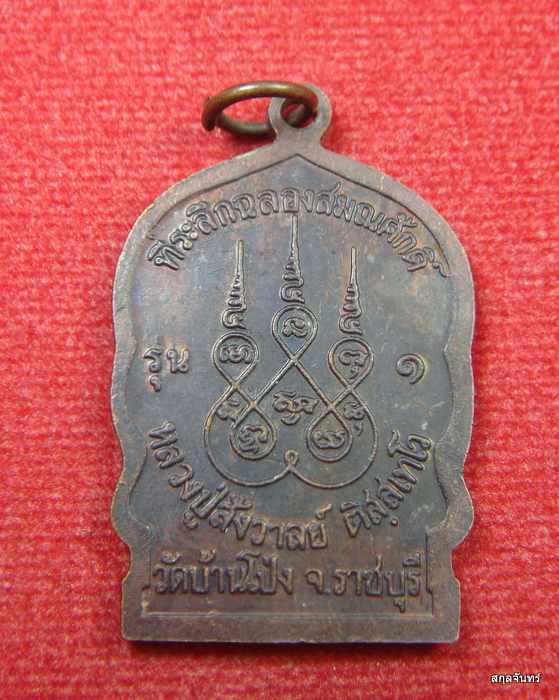 ที่ระลึกฉลองสมณศักดิ์
รุ่น ๑
หลวงปู่สังวาลย์ ติสฺสเทโว
วัดบ้านโป่ง จ.ราชบุรี
สกุลจันทร์